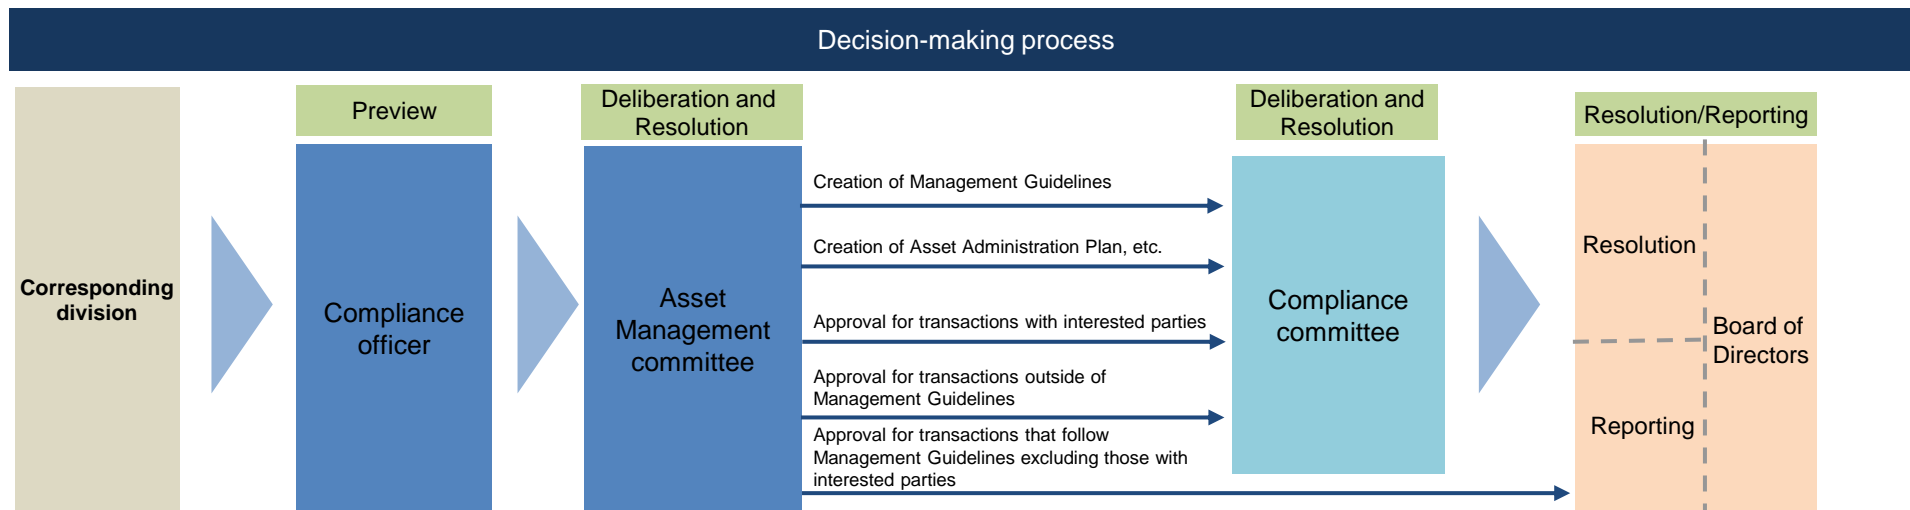 Decision-making process
Corresponding
division
Preview
Compliance
officer
Deliberation and
Resolution
Asset
Management
committee
Creation of Management Guidelines
Creation of Asset Administration Plan, etc.
Approval for transactions with interested parties
Approval for transactions outside of
Management Guidelines
Approval for transactions that follow
Management Guidelines excluding those with
interested parties
Deliberation and
Resolution
Compliance
committee
Resolution/Reporting
Resolution
Reporting
Board of
Directors